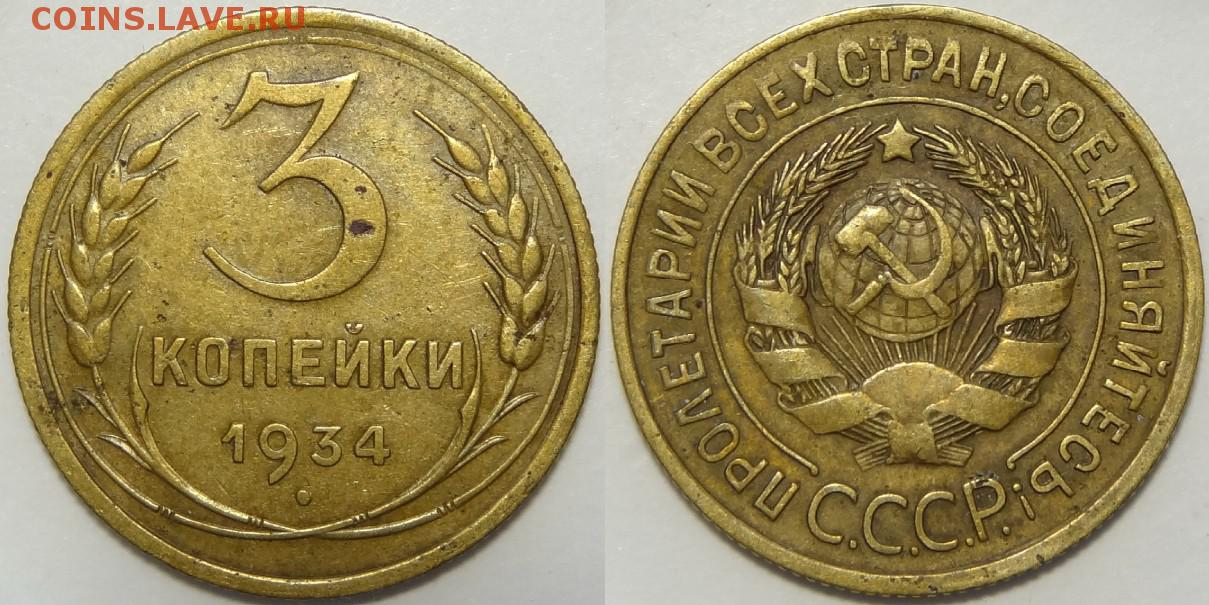 COINS.LAVE.RU
3
КОПЕЙКИ
1934
ПРОЛЕТАРИИ ВСЕХ СТРАН, СОЕДИНЯЙТЕСЬ!
С.С.С.Р.